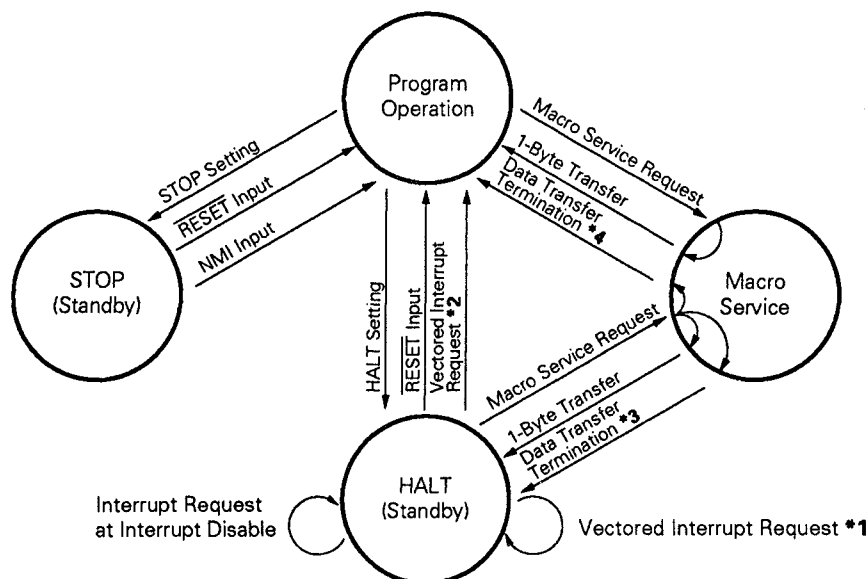 Program
Operation
STOP Setting
RESET Input
NMI Input
Macro Service Request
1-Byte Transfer
Data Transfer
Termination *4
STOP
(Standby)
Macro
Service
HALT Setting
RESET Input
Vectored Interrupt
Request *2
Macro Service Request
1-Byte Transfer
Data Transfer
Termination *3
HALT
(Standby)
Interrupt Request
at Interrupt Disable
Vectored Interrupt Request *1